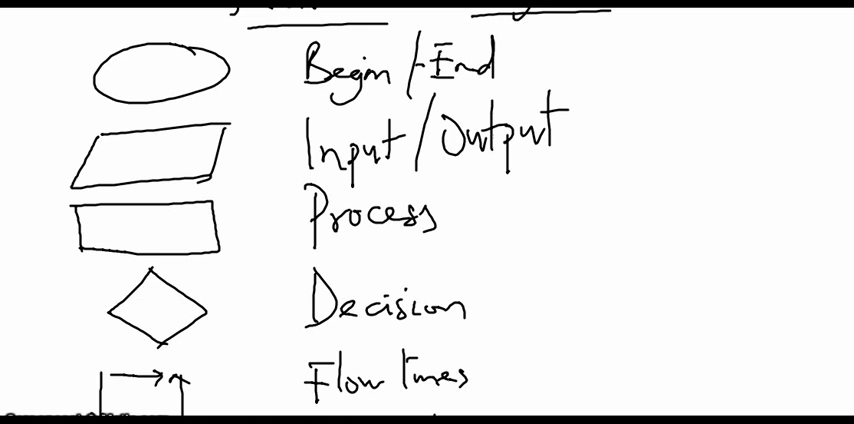 Begin / End
Input / Output
Process
Decision
Flow lines